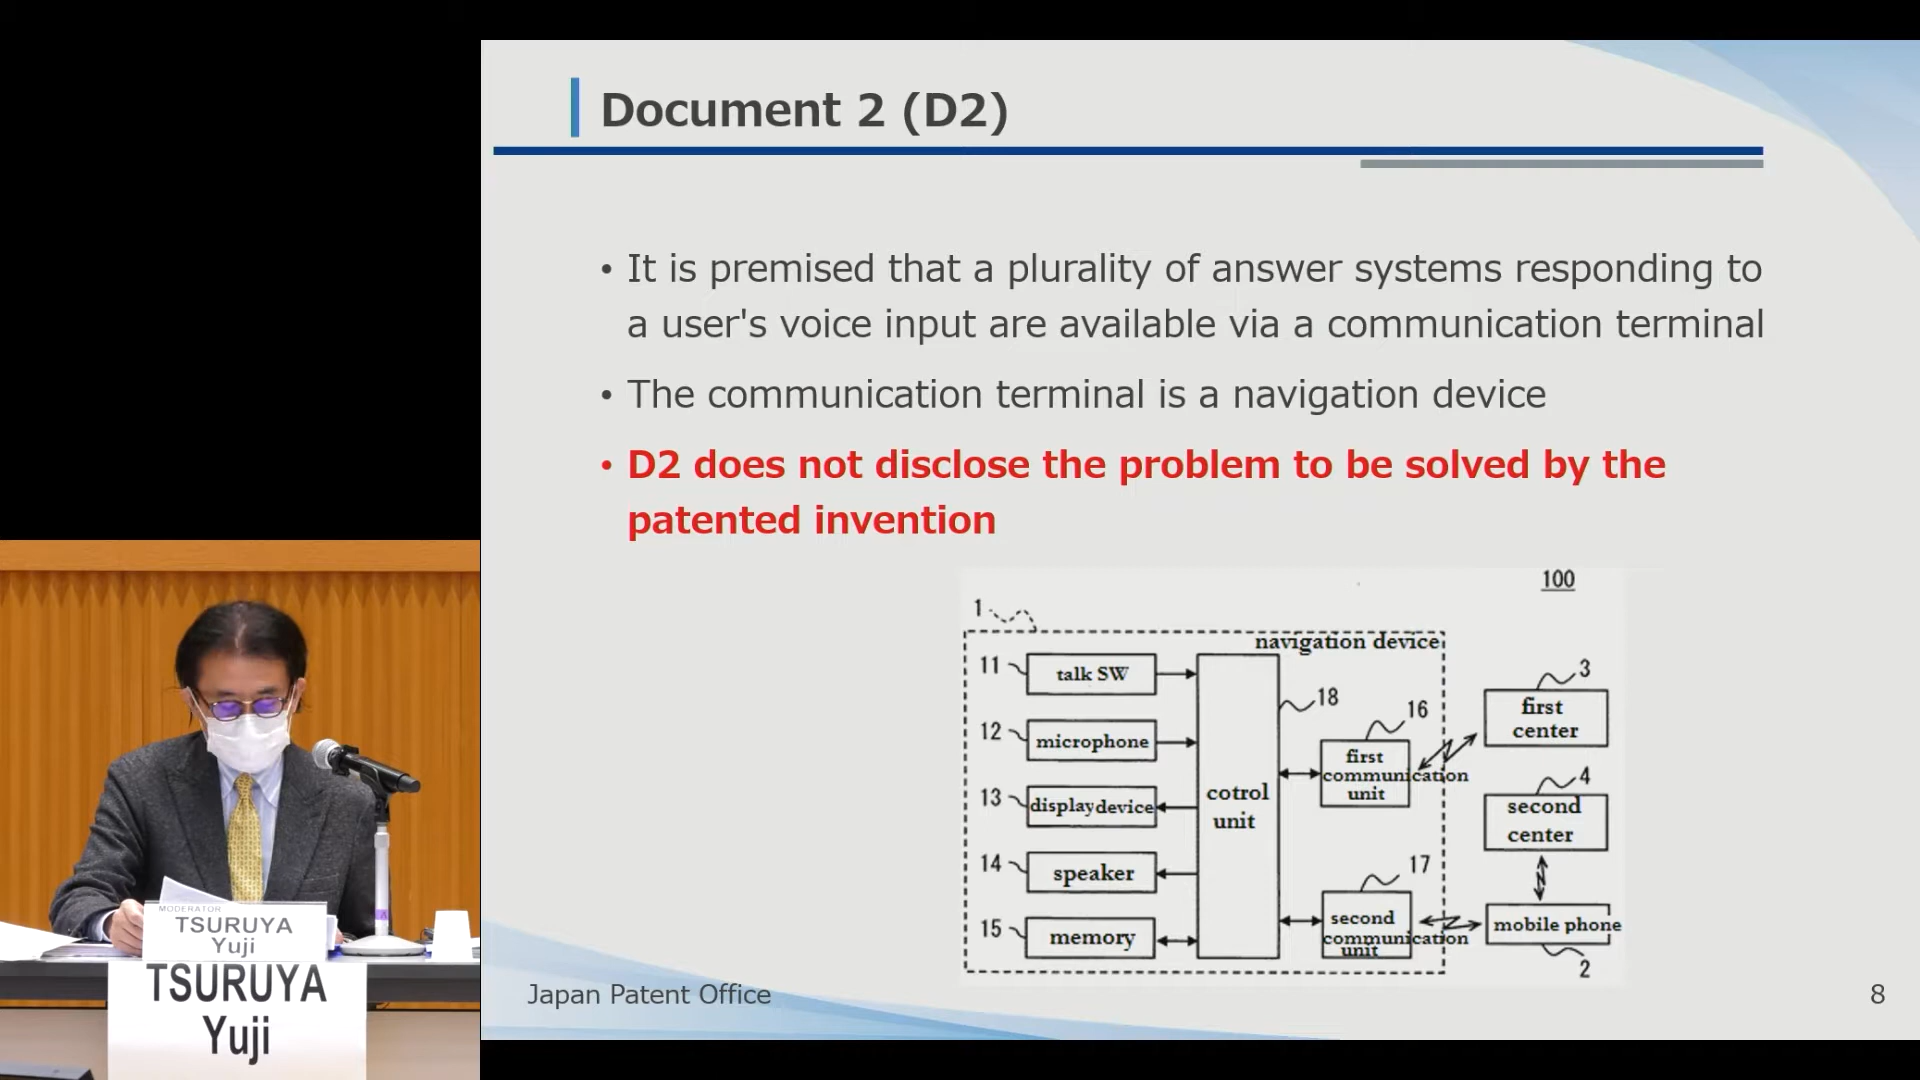 Document 2 (D2)
• It is premised that a plurality of answer systems responding to
a user's voice input are available via a communication terminal
• The communication terminal is a navigation device
• D2 does not disclose the problem to be solved by the
patented invention
100
1
navigation device
11
talk SW
12
microphone
13
display device
14
speaker
15
memory
cotrol
unit
18
16
first
communication
unit
17
second
communication
unit
3
first
center
4
second
center
mobile phone
2
Japan Patent Office
8
MODERATOR
TSURUYA
Yuji
TSURUYA
Yuji